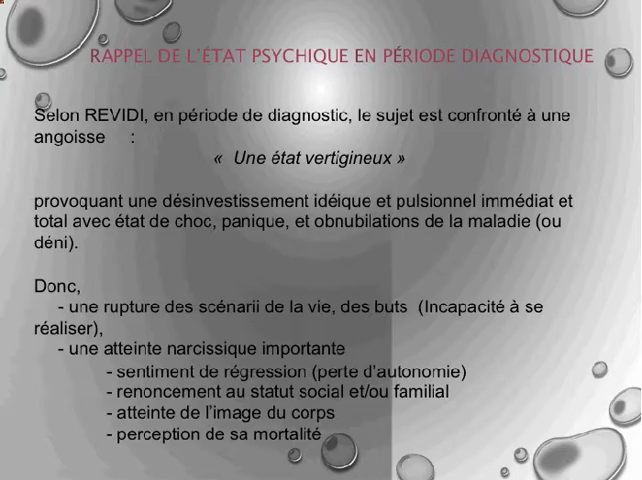 RAPPEL DE L'ÉTAT PSYCHIQUE EN PÉRIODE DIAGNOSTIQUE
Selon REVIDI, en période de diagnostic, le sujet est confronté à une
angoisse :
« Une état vertigineux »
provoquant une désinvestissement idéique et pulsionnel immédiat et
total avec état de choc, panique, et obnubilations de la maladie (ou
déni).
Donc,
- une rupture des scénarii de la vie, des buts (Incapacité à se
réaliser),
- une atteinte narcissique importante
- sentiment de régression (perte d'autonomie)
- renoncement au statut social et/ou familial
- atteinte de l'image du corps
- perception de sa mortalité